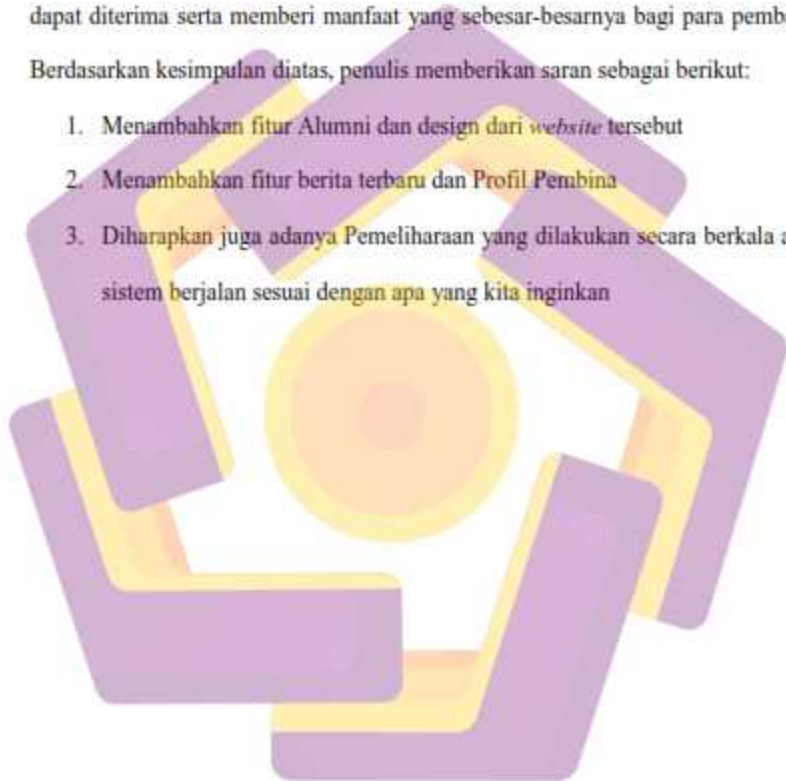 dapat diterima serta memberi manfaat yang sebesar-besarnya bagi para pemb
Berdasarkan kesimpulan diatas, penulis memberikan saran sebagai berikut:
1. Menambahkan fitur Alumni dan design dari website tersebut
2. Menambahkan fitur berita terbaru dan Profil Pembina
3. Diharapkan juga adanya Pemeliharaan yang dilakukan secara berkala a
sistem berjalan sesuai dengan apa yang kita inginkan